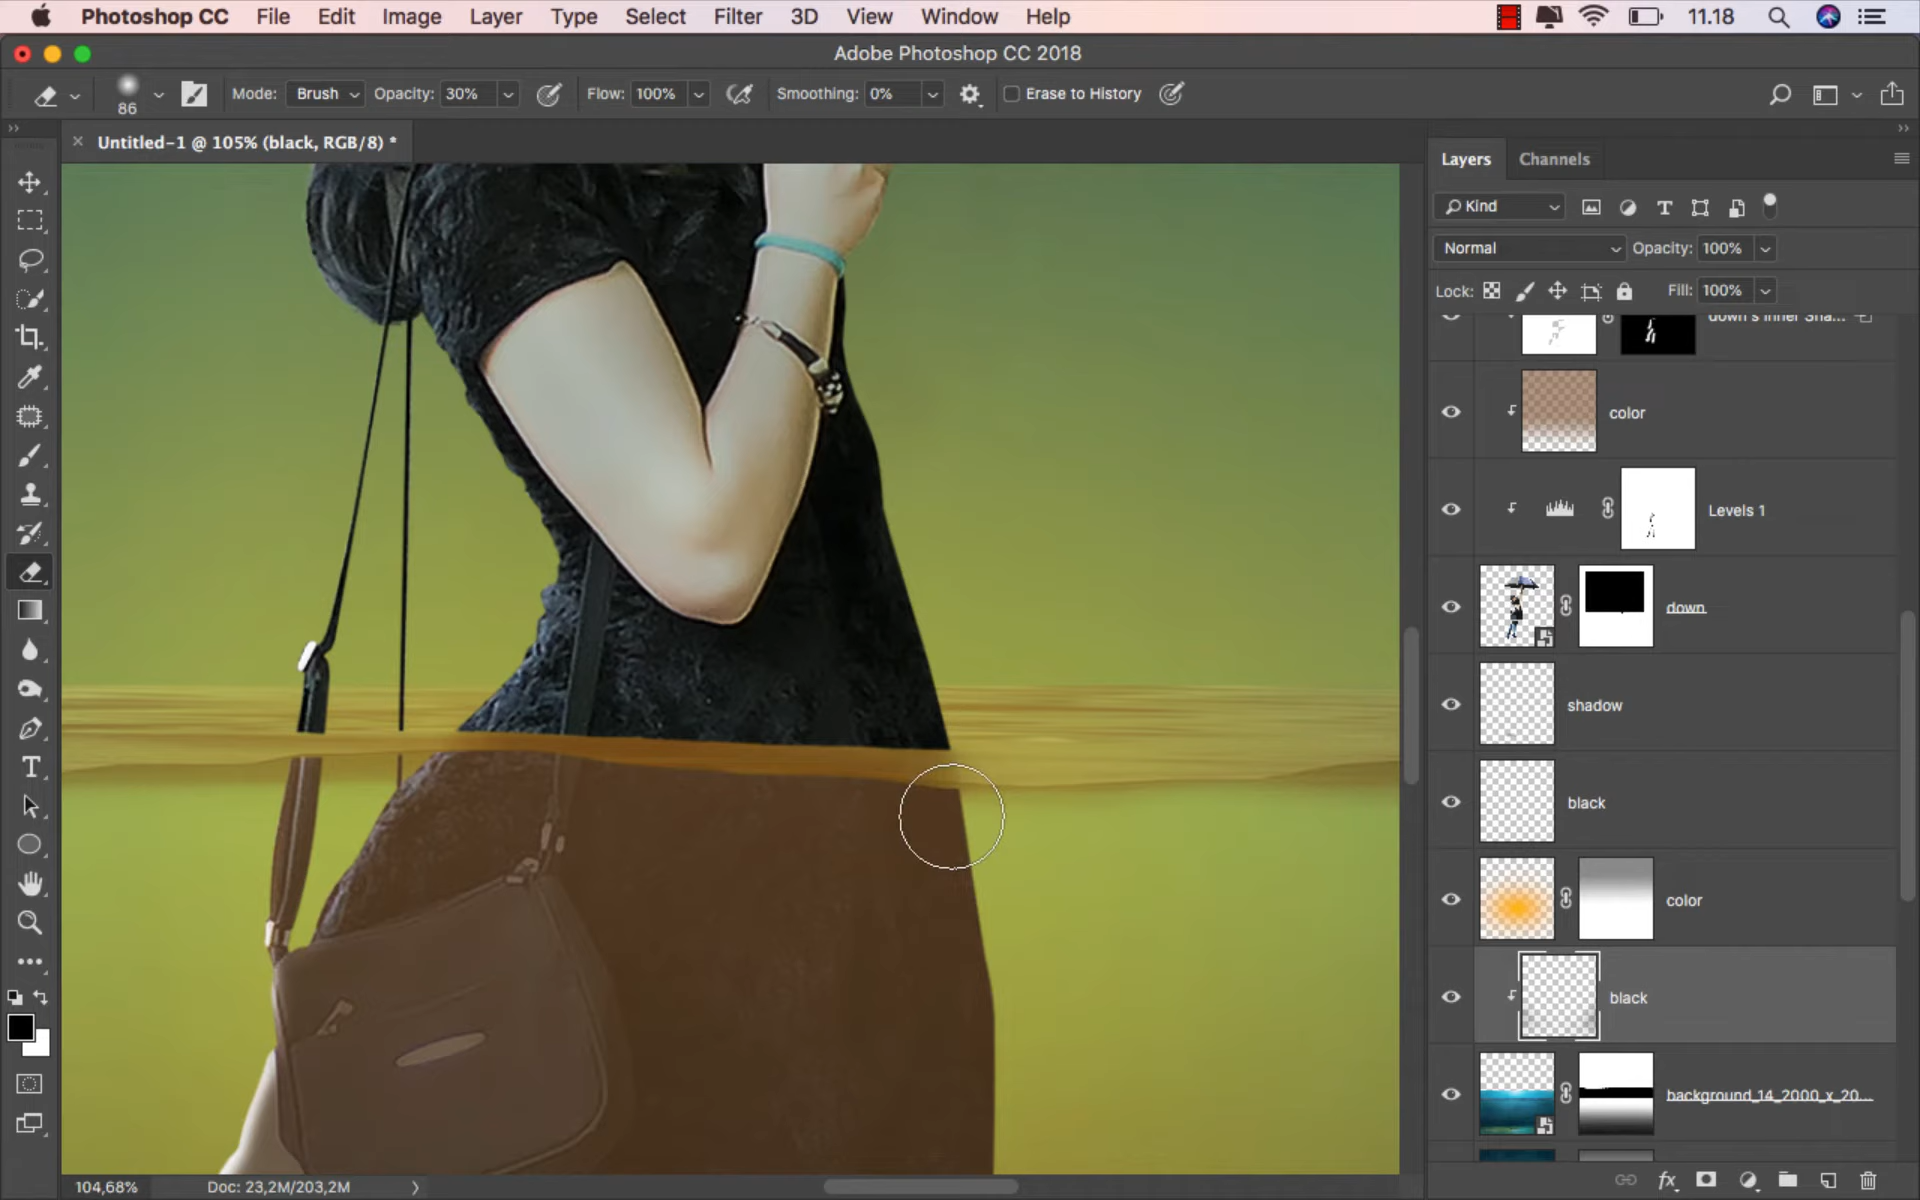 Photoshop CC File Edit Image Layer Type Select Filter 3D View Window Help 11.18
Adobe Photoshop CC 2018
86 Mode: Brush Opacity: 30% Flow: 100% Smoothing: 0% Erase to History
× Untitled-1 @ 105% (black, RGB/8) *
Layers Channels
Kind
Normal Opacity: 100%
Lock: Fill: 100%
down's Inner Sha...
color
Levels 1
down
shadow
black
color
black
background_14_2000_x_20...
104,68% Doc: 23,2M/203,2M